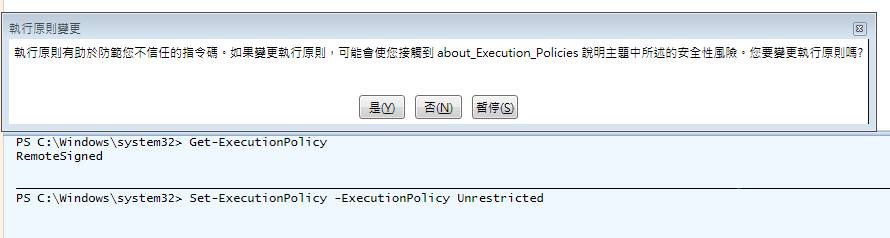 執行原則變更
執行原則有助於防範您不信任的指令碼。如果變更執行原則，可能會使您接觸到 about_Execution_Policies 說明主題中所述的安全性風險。您要變更執行原則嗎?
是(Y) 否(N) 暫停(S)
PS C:\Windows\system32> Get-ExecutionPolicy
RemoteSigned
PS C:\Windows\system32> Set-ExecutionPolicy -ExecutionPolicy Unrestricted